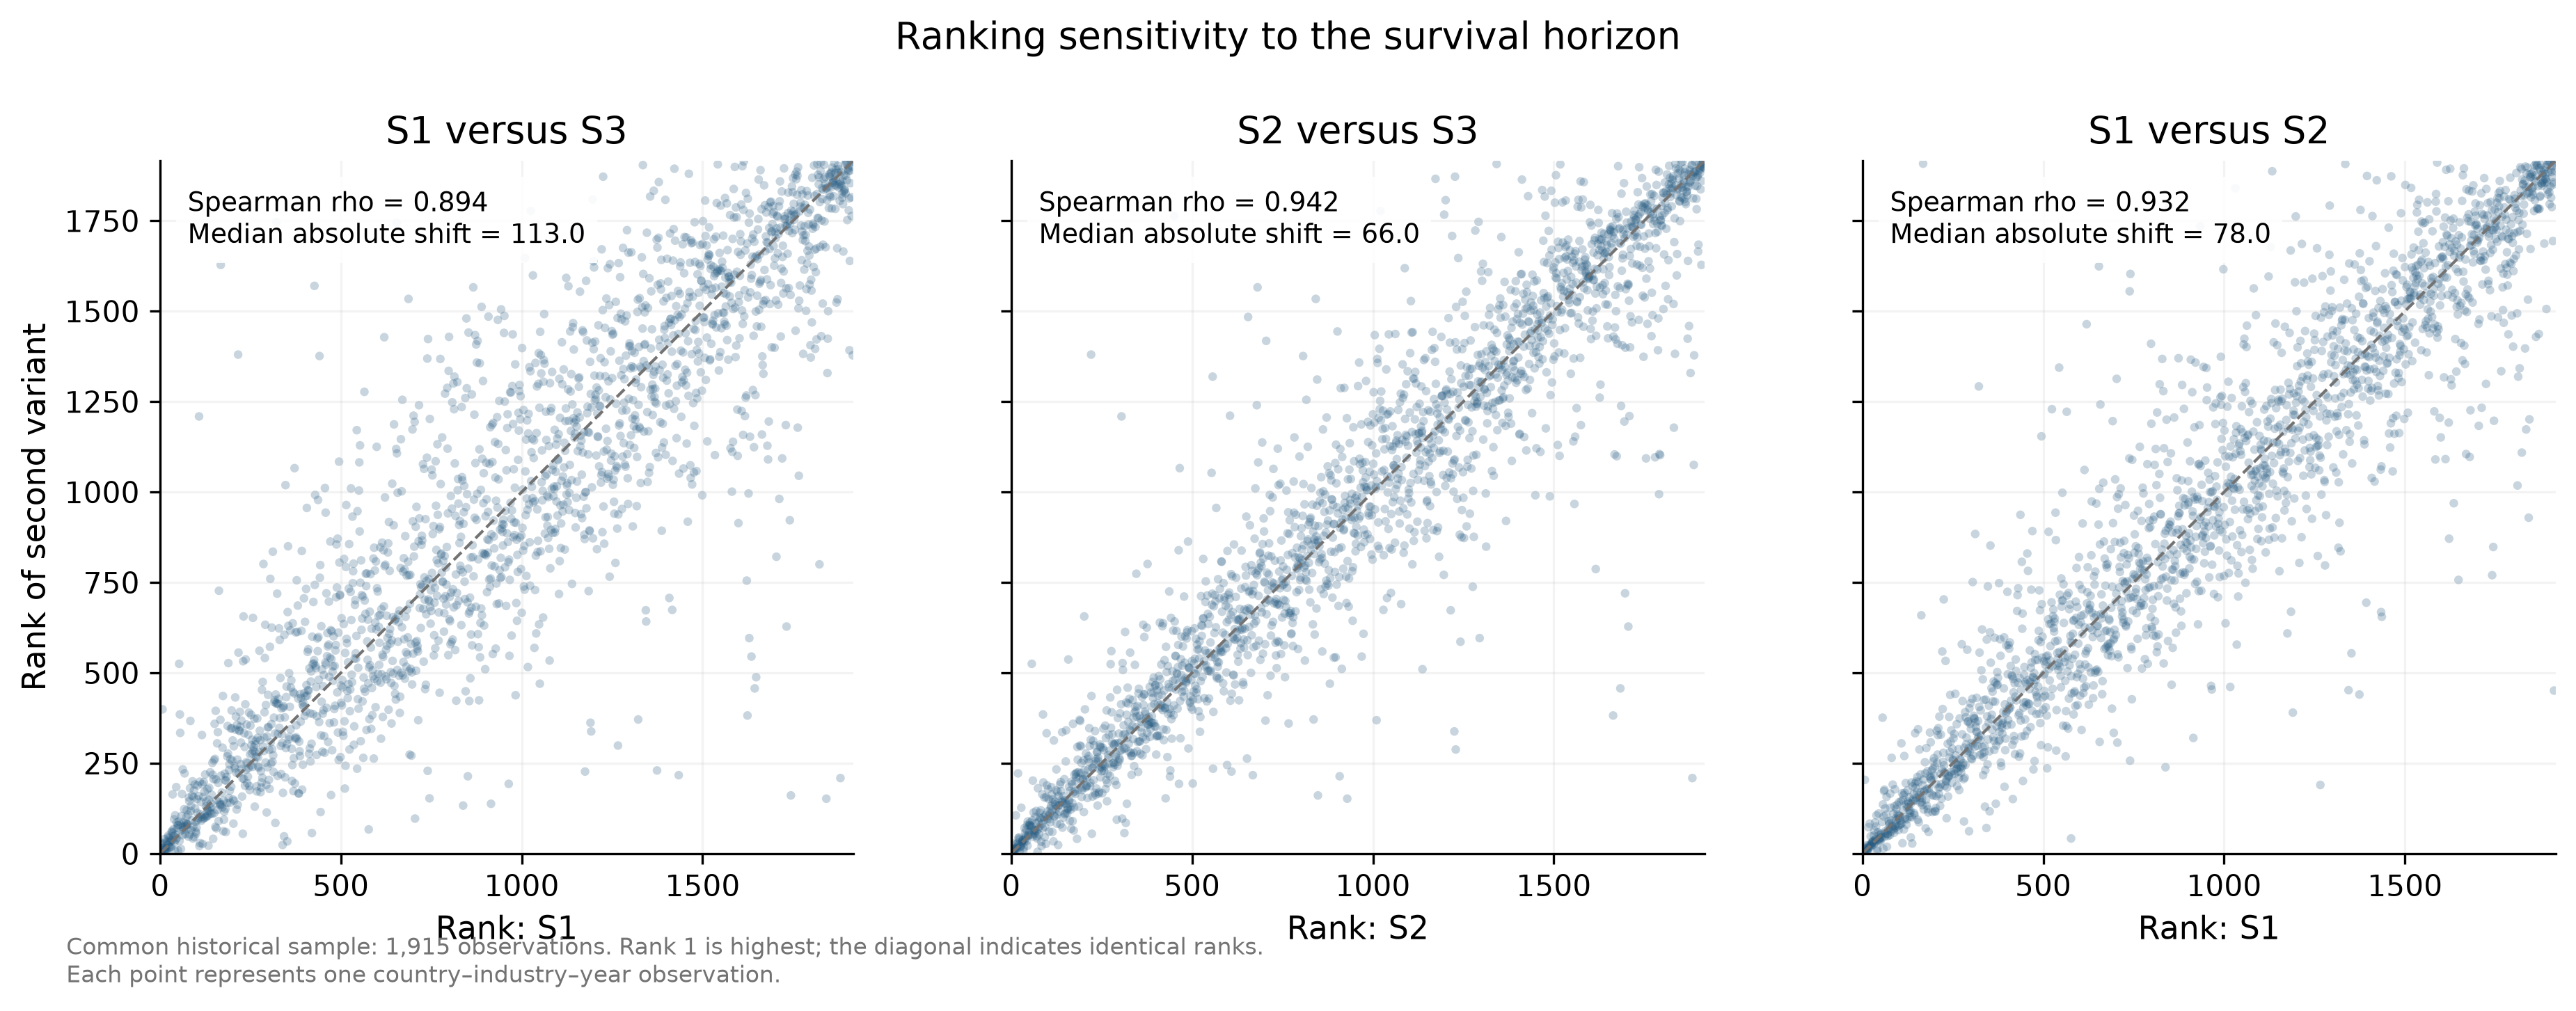 Ranking sensitivity to the survival horizon
S1 versus S3
S2 versus S3
S1 versus S2
Spearman rho = 0.894
Median absolute shift = 113.0
Spearman rho = 0.942
Median absolute shift = 66.0
Spearman rho = 0.932
Median absolute shift = 78.0
Rank of second variant
1750
1500
1250
1000
750
500
250
0
0 500 1000 1500
0 500 1000 1500
0 500 1000 1500
Rank: S1
Rank: S2
Rank: S1
Common historical sample: 1,915 observations. Rank 1 is highest; the diagonal indicates identical ranks.
Each point represents one country–industry–year observation.